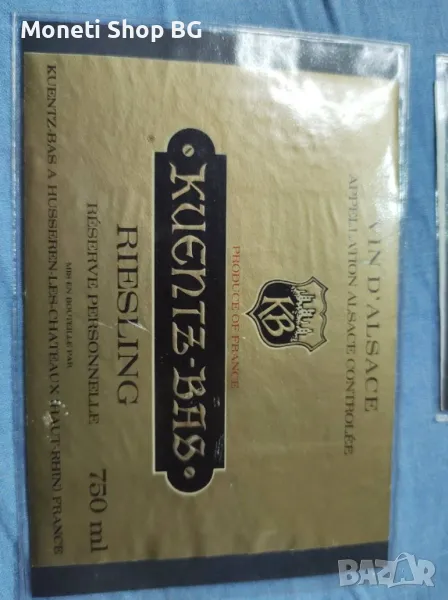 Moneti Shop BG
VIN D'ALSACE
APPELLATION ALSACE CONTROLÉE
KB
PRODUCE OF FRANCE
KUENTZ-BAS
RIESLING
RÉSERVE PERSONNELLE
750 ml
MIS EN BOUTEILLE PAR
KUENTZ-BAS A HUSSEREN-LES-CHATEAUX (HAUT-RHIN) FRANCE
BAZAR